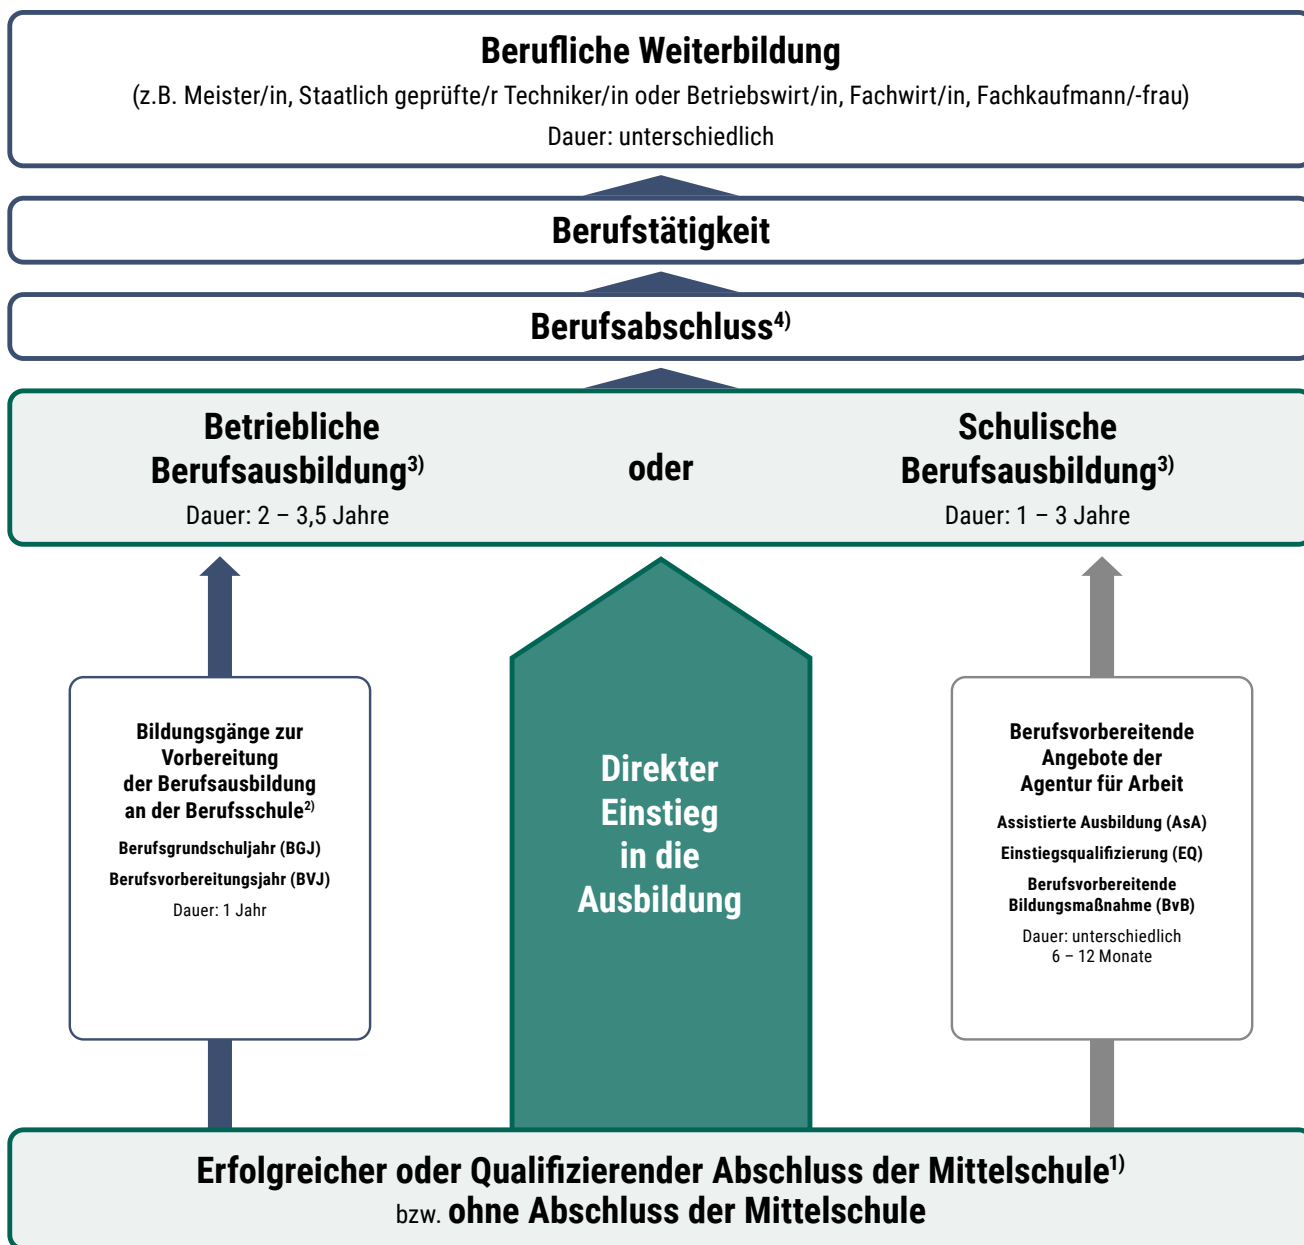 Berufliche Weiterbildung
(z.B. Meister/in, Staatlich geprüfte/r Techniker/in oder Betriebswirt/in, Fachwirt/in, Fachkaufmann/-frau)
Dauer: unterschiedlich
Berufstätigkeit
Berufsabschluss4)
Betriebliche
Berufsausbildung3)
Dauer: 2 – 3,5 Jahre
oder
Schulische
Berufsausbildung3)
Dauer: 1 – 3 Jahre
Bildungsgänge zur
Vorbereitung
der Berufsausbildung
an der Berufsschule2)
Berufsgrundschuljahr (BGJ)
Berufsvorbereitungsjahr (BVJ)
Dauer: 1 Jahr
Direkter
Einstieg
in die
Ausbildung
Berufsvorbereitende
Angebote der
Agentur für Arbeit
Assistierte Ausbildung (AsA)
Einstiegsqualifizierung (EQ)
Berufsvorbereitende
Bildungsmaßnahme (BvB)
Dauer: unterschiedlich
6 – 12 Monate
Erfolgreicher oder Qualifizierender Abschluss der Mittelschule1)
bzw. ohne Abschluss der Mittelschule